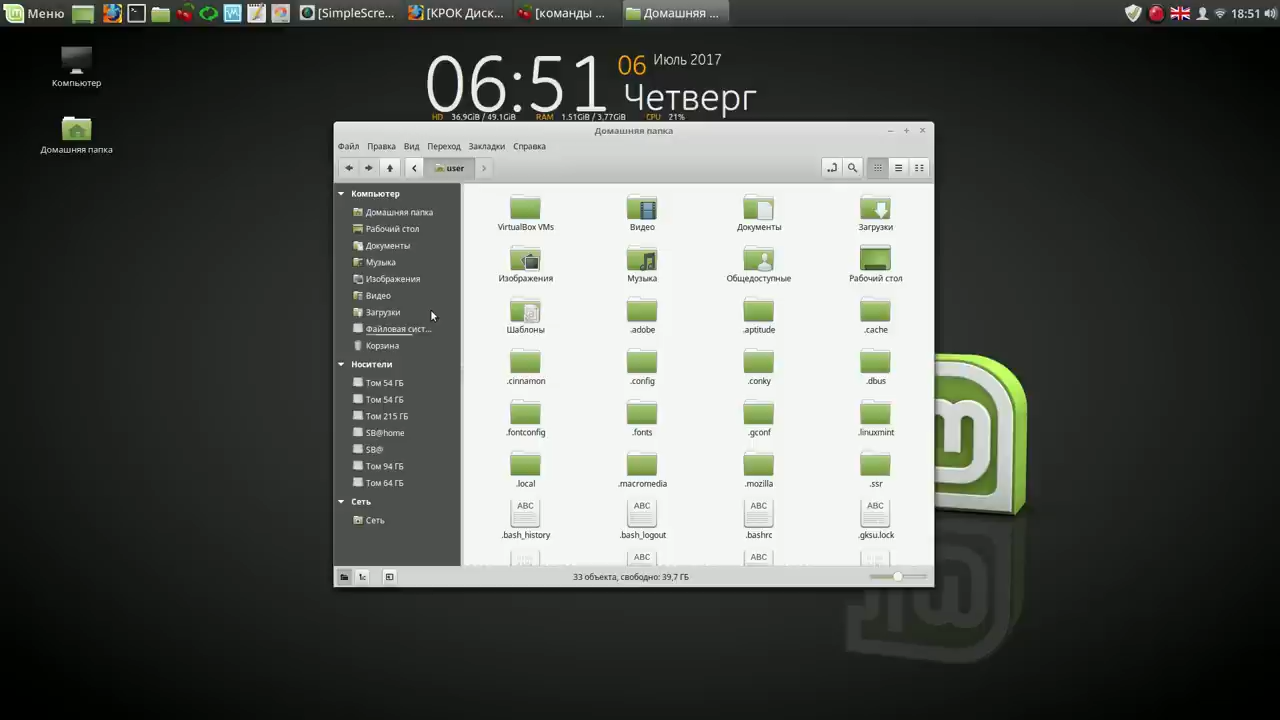 Меню
[SimpleScre...
[КРОК Диск...
[команды ...
Домашняя ...
18:51
Компьютер
Домашняя папка
06:51
06
Июль 2017
Четверг
HD 36,9GiB / 49,1GiB RAM 1.51GiB / 3.77GiB CPU 21%
Домашняя папка
Файл Правка Вид Переход Закладки Справка
user
Компьютер
Домашняя папка
Рабочий стол
Документы
Музыка
Изображения
Видео
Загрузки
Файловая сист...
Корзина
Носители
Том 54 ГБ
Том 54 ГБ
Том 215 ГБ
SB@home
SB@
Том 94 ГБ
Том 64 ГБ
Сеть
Сеть
VirtualBox VMs Видео Документы Загрузки
Изображения Музыка Общедоступные Рабочий стол
Шаблоны .adobe .aptitude .cache
.cinnamon .config .conky .dbus
.fontconfig .fonts .gconf .linuxmint
.local .macromedia .mozilla .ssr
ABC ABC ABC ABC
.bash_history .bash_logout .bashrc .gksu.lock
ABC ABC
33 объекта, свободно: 39,7 ГБ